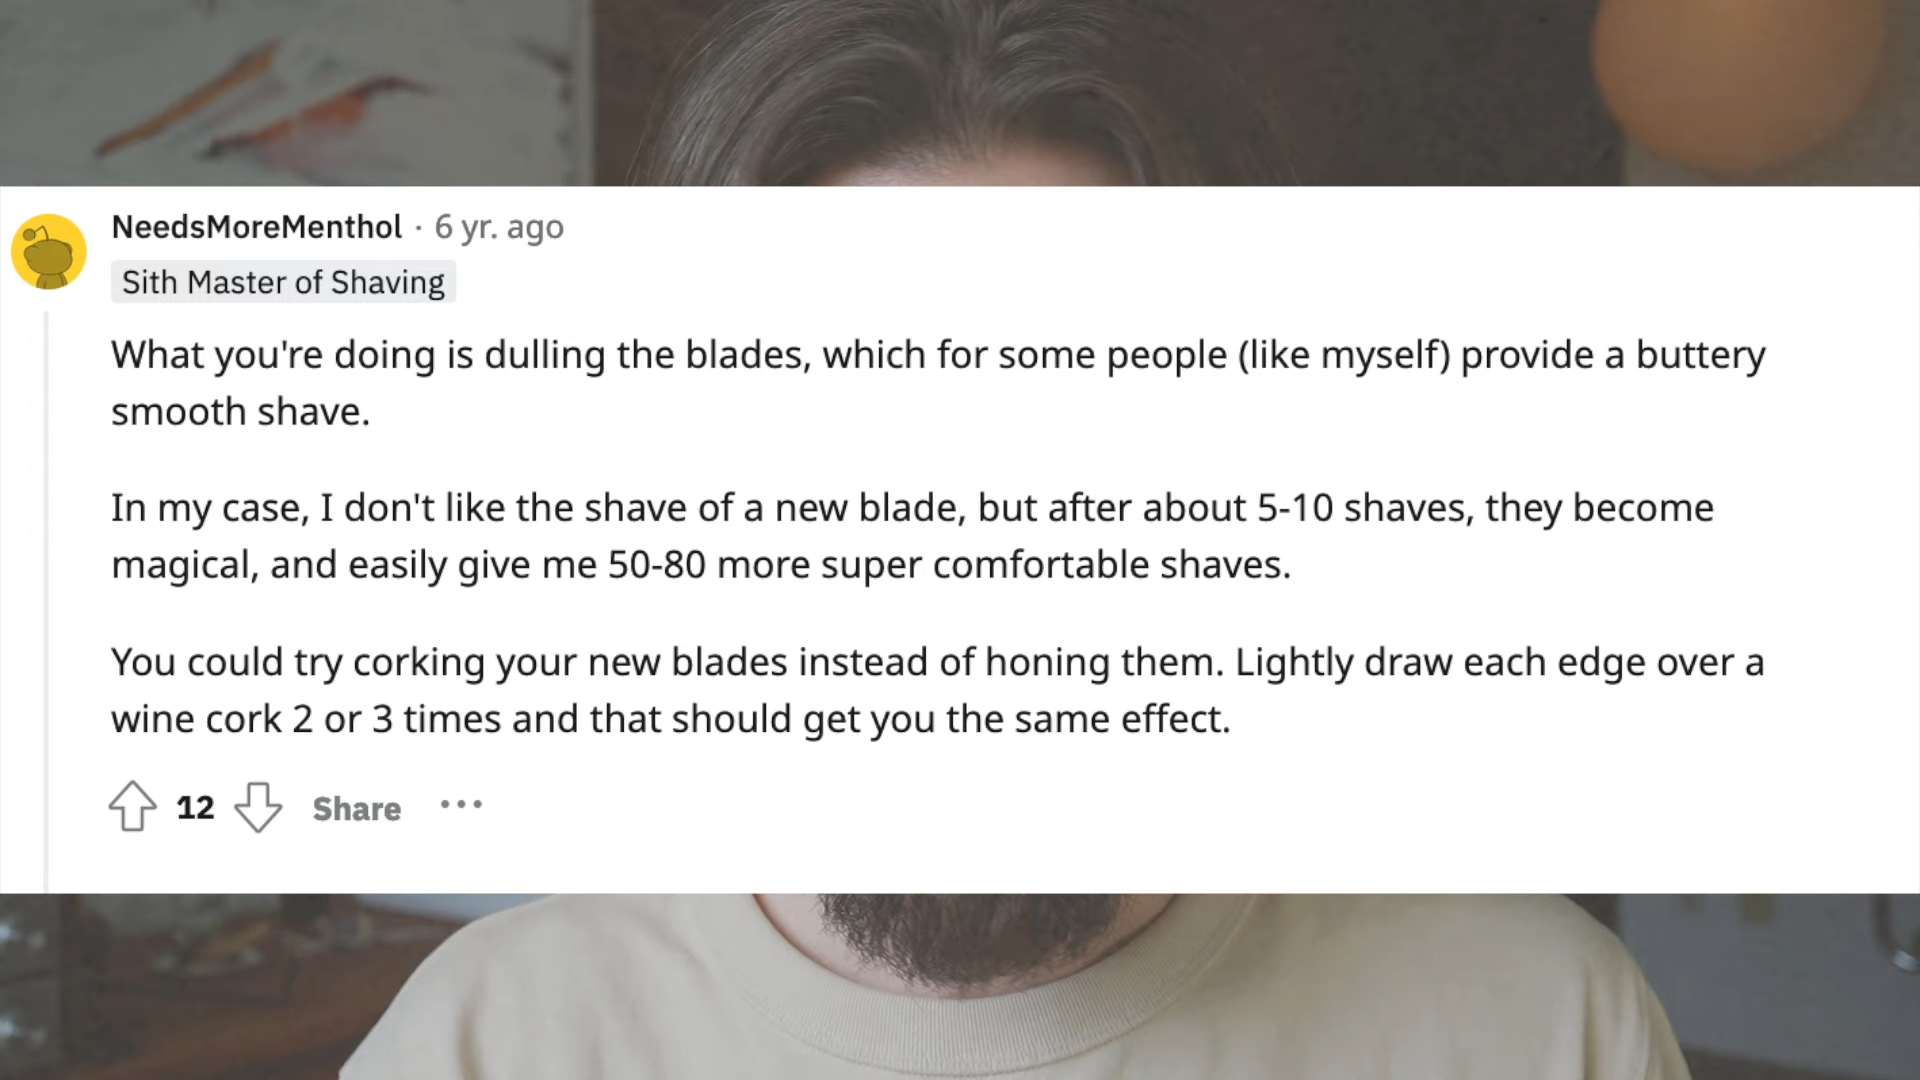 NeedsMoreMenthol · 6 yr. ago
Sith Master of Shaving
What you're doing is dulling the blades, which for some people (like myself) provide a buttery
smooth shave.
In my case, I don't like the shave of a new blade, but after about 5-10 shaves, they become
magical, and easily give me 50-80 more super comfortable shaves.
You could try corking your new blades instead of honing them. Lightly draw each edge over a
wine cork 2 or 3 times and that should get you the same effect.
12 Share ···